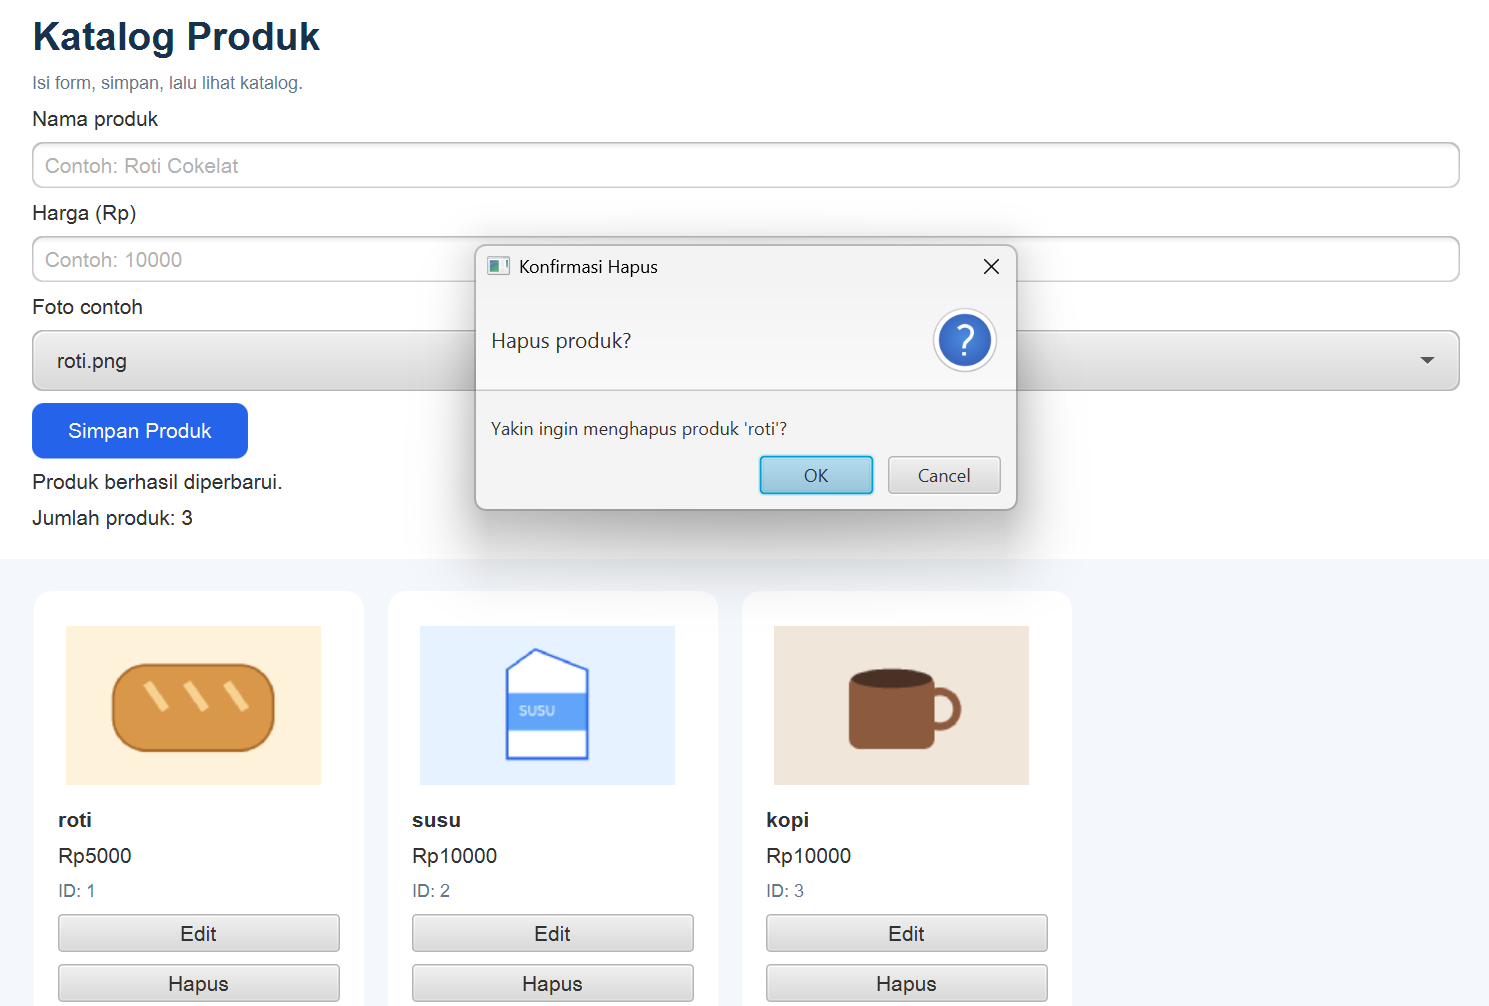 Katalog Produk
Isi form, simpan, lalu lihat katalog.
Nama produk
Contoh: Roti Cokelat
Harga (Rp)
Contoh: 10000
Foto contoh
roti.png
Simpan Produk
Produk berhasil diperbarui.
Jumlah produk: 3
Konfirmasi Hapus
Hapus produk?
?
Yakin ingin menghapus produk 'roti'?
OK Cancel
SUSU
roti susu kopi
Rp5000 Rp10000 Rp10000
ID: 1 ID: 2 ID: 3
Edit Edit Edit
Hapus Hapus Hapus